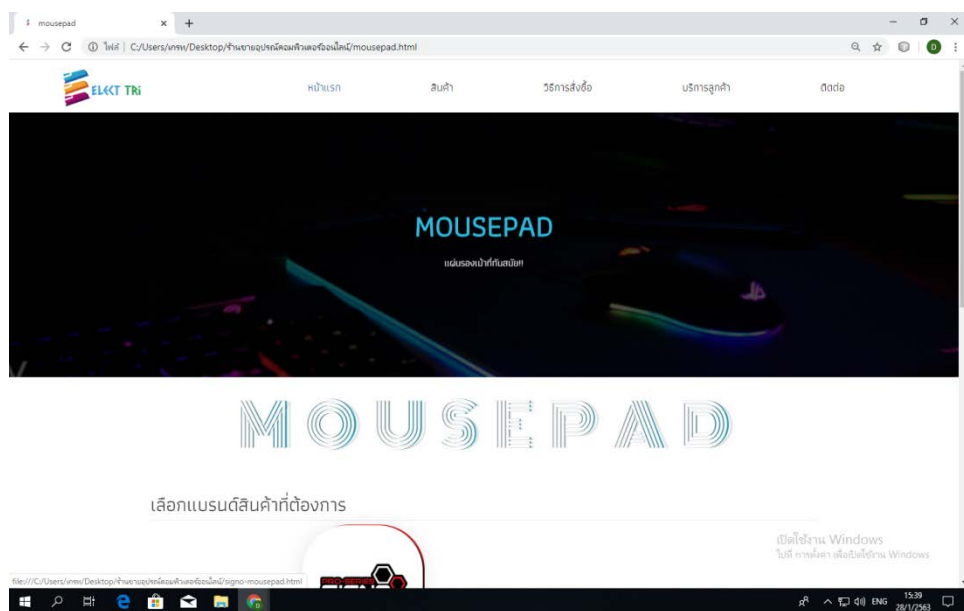 mousepad
ไฟล์ | C:/Users/เกรท/Desktop/ร้านขายอุปรณ์คอมพิวเตอร์ออนไลน์/mousepad.html
D
ELECT TRi
หน้าแรก สินค้า วิธีการสั่งซื้อ บริการลูกค้า ติดต่อ
MOUSEPAD
แผ่นรองเม้าที่ทันสมัย!!
MOUSEPAD
เลือกแบรนด์สินค้าที่ต้องการ
เปิดใช้งาน Windows
ไปที่ การตั้งค่า เพื่อเปิดใช้งาน Windows
file:///C:/Users/เกรท/Desktop/ร้านขายอุปรณ์คอมพิวเตอร์ออนไลน์/signo-mousepad.html
PRO-SERIES
ENG
15:39
28/1/2563